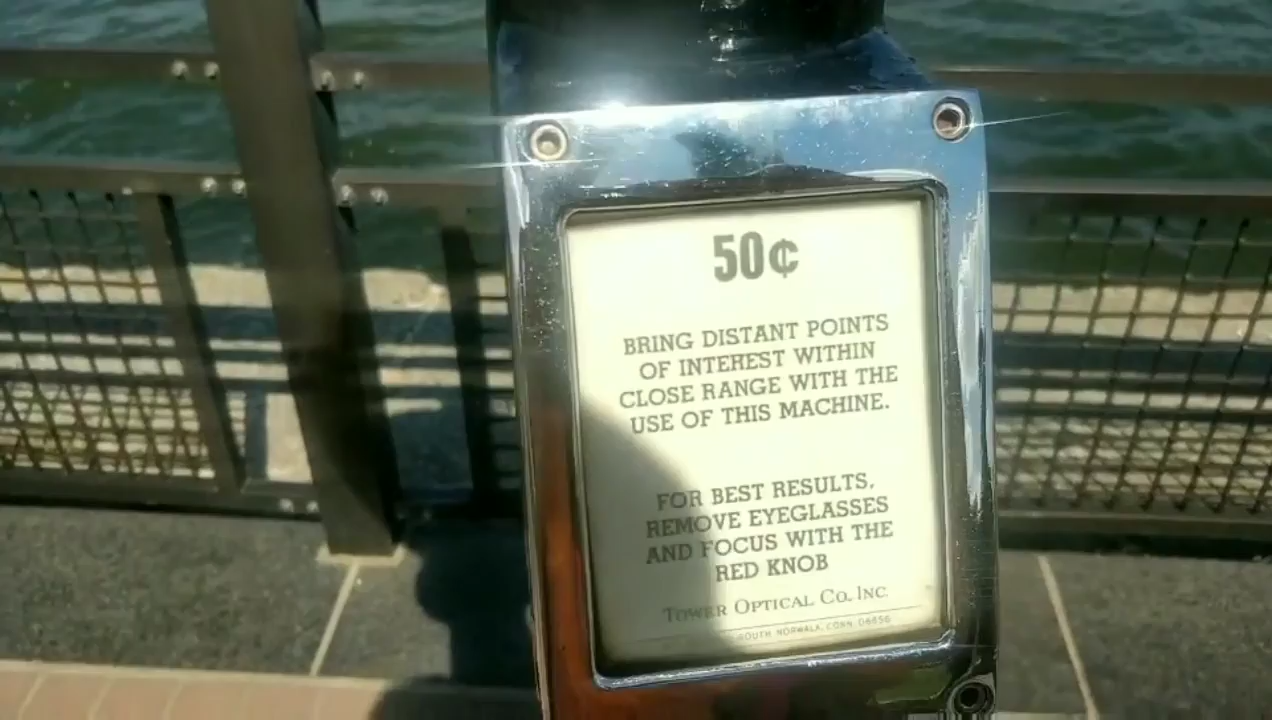 50¢
BRING DISTANT POINTS
OF INTEREST WITHIN
CLOSE RANGE WITH THE
USE OF THIS MACHINE.
FOR BEST RESULTS,
REMOVE EYEGLASSES
AND FOCUS WITH THE
RED KNOB
TOWER OPTICAL CO. INC.
SOUTH NORWALK, CONN. 06856